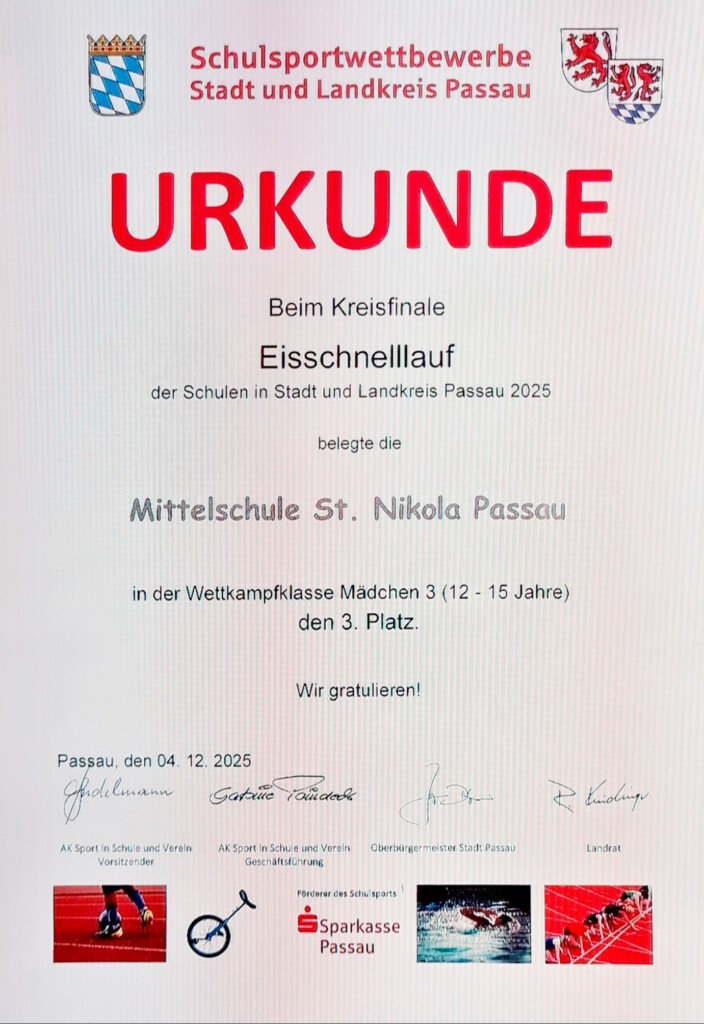 Schulsportwettbewerbe
Stadt und Landkreis Passau
URKUNDE
Beim Kreisfinale
Eisschnelllauf
der Schulen in Stadt und Landkreis Passau 2025
belegte die
Mittelschule St. Nikola Passau
in der Wettkampfklasse Mädchen 3 (12 - 15 Jahre)
den 3. Platz.
Wir gratulieren!
Passau, den 04. 12. 2025
AK Sport in Schule und Verein
Vorsitzender
AK Sport in Schule und Verein
Geschäftsführung
Oberbürgermeister Stadt Passau
Landrat
Förderer des Schulsports
Sparkasse
Passau